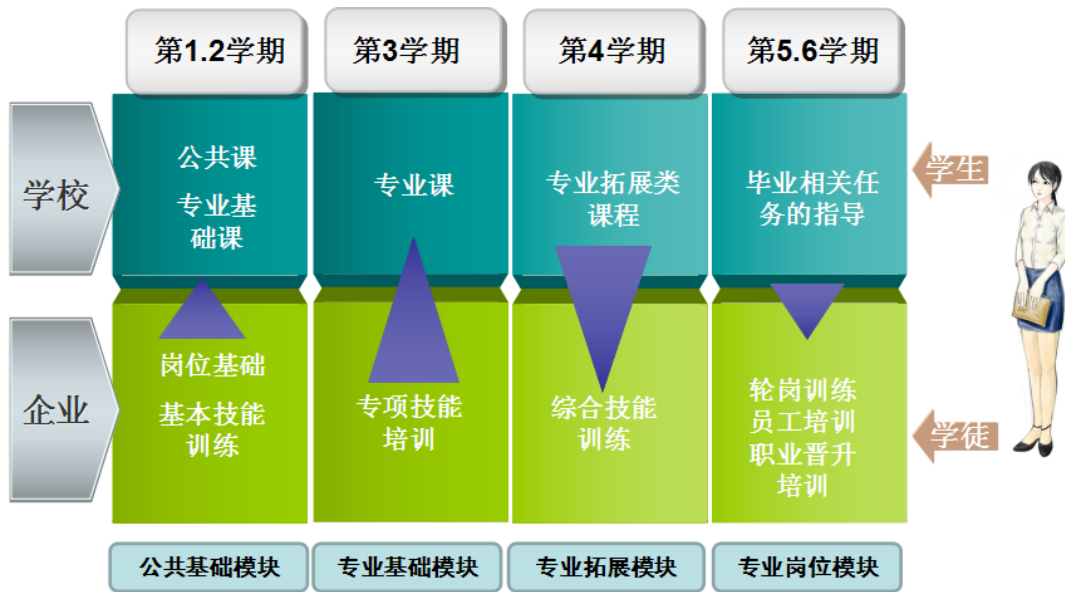 第1.2学期
第3学期
第4学期
第5.6学期
学校
公共课
专业基
础课
专业课
专业拓展类
课程
毕业相关任
务的指导
学生
企业
岗位基础
基本技能
训练
专项技能
培训
综合技能
训练
轮岗训练
员工培训
职业晋升
培训
学徒
公共基础模块
专业基础模块
专业拓展模块
专业岗位模块